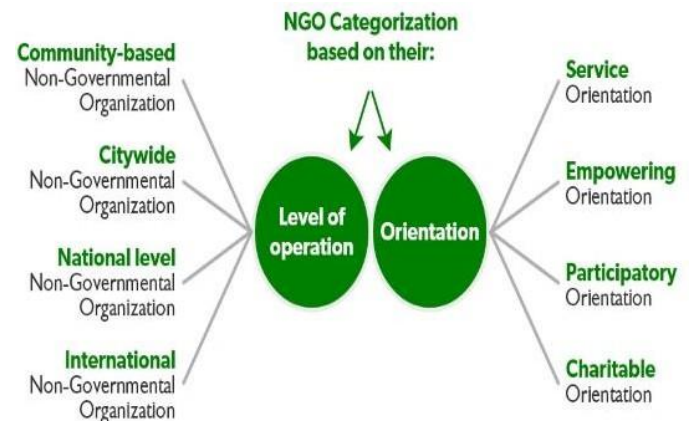 NGO Categorization
based on their:
Community-based
Non-Governmental
Organization
Citywide
Non-Governmental
Organization
National level
Non-Governmental
Organization
International
Non-Governmental
Organization
Level of
operation
Orientation
Service
Orientation
Empowering
Orientation
Participatory
Orientation
Charitable
Orientation